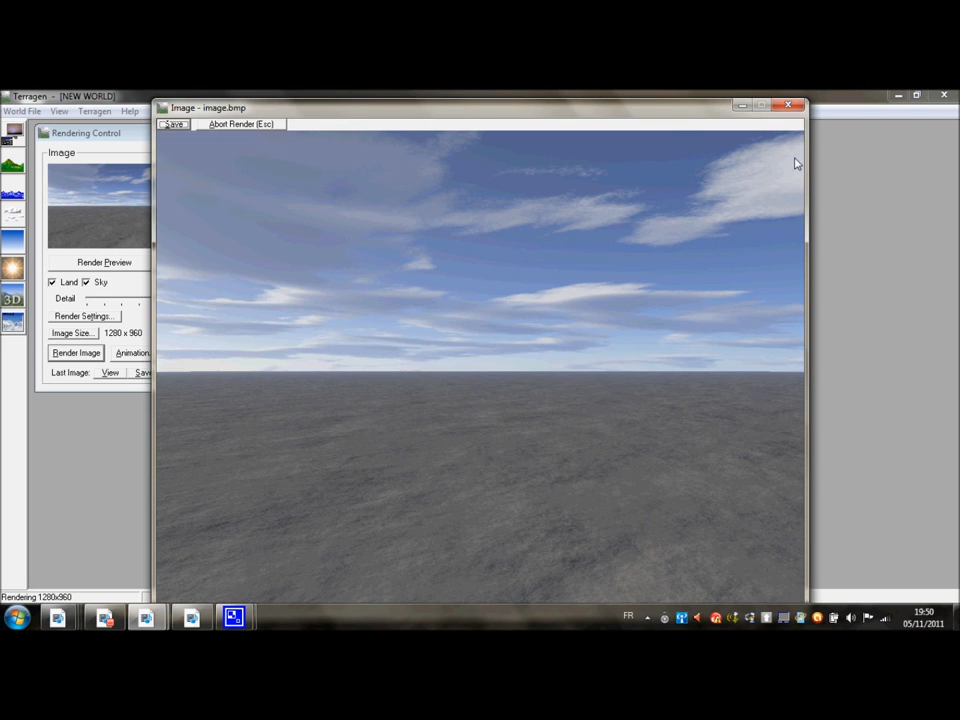 Terragen - [NEW WORLD]
World File View Terragen Help
Image - image.bmp
Save Abort Render (Esc)
Rendering Control
Image
Render Preview
Land Sky
Detail
Render Settings...
Image Size... 1280 x 960
Render Image Animation.
Last Image: View Save
3D
Rendering 1280x960
FR
19:50
05/11/2011